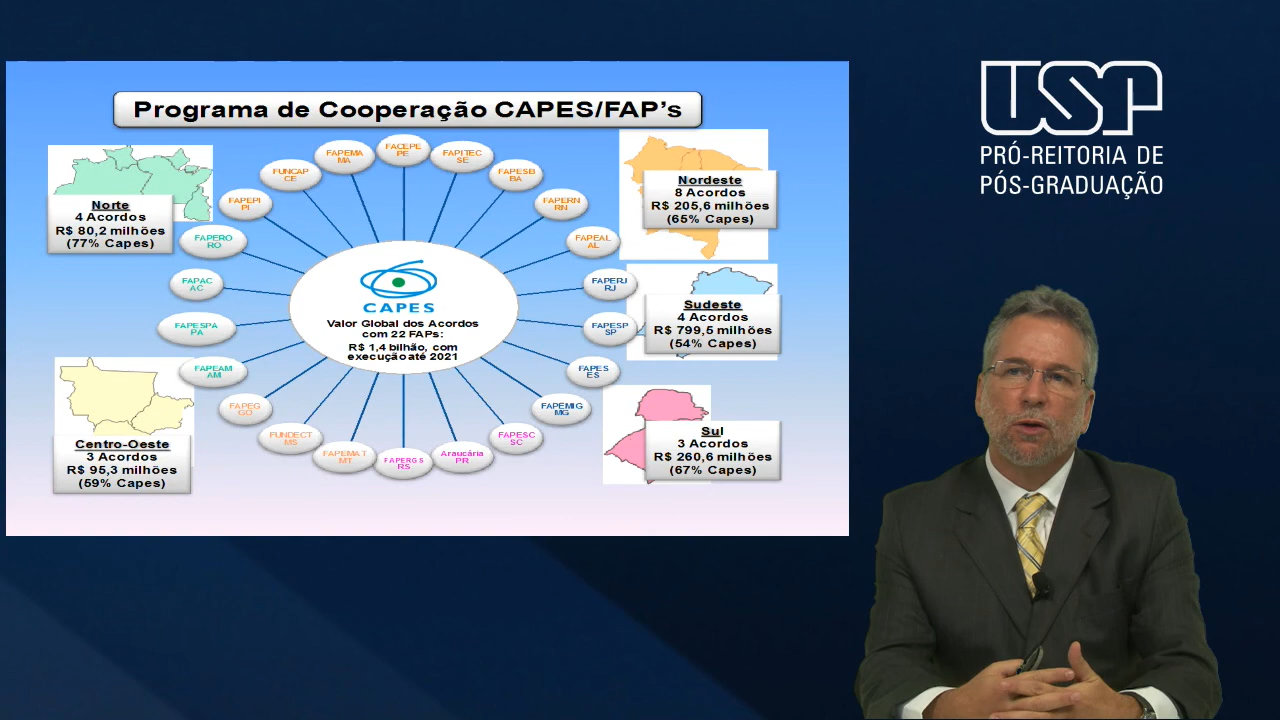 Programa de Cooperação CAPES/FAP's
USP
PRÓ-REITORIA DE
PÓS-GRADUAÇÃO
Norte
4 Acordos
R$ 80,2 milhões
(77% Capes)
Nordeste
8 Acordos
R$ 205,6 milhões
(65% Capes)
Sudeste
4 Acordos
R$ 799,5 milhões
(54% Capes)
Sul
3 Acordos
R$ 260,6 milhões
(67% Capes)
Centro-Oeste
3 Acordos
R$ 95,3 milhões
(59% Capes)
CAPES
Valor Global dos Acordos
com 22 FAPs:
R$ 1,4 bilhão, com
execução até 2021
FACEPE
PE
FAPITEC
SE
FAPESB
BA
FAPERN
RN
FAPEAL
AL
FAPERJ
RJ
FAPESP
SP
FAPES
ES
FAPEMIG
MG
FAPESC
SC
Araucária
PR
FAPERGS
RS
FAPEMAT
MT
FUNDECT
MS
FAPEG
GO
FAPEAM
AM
FAPESPA
PA
FAPAC
AC
FAPERO
RO
FAPEPI
PI
FUNCAP
CE
FAPEMA
MA